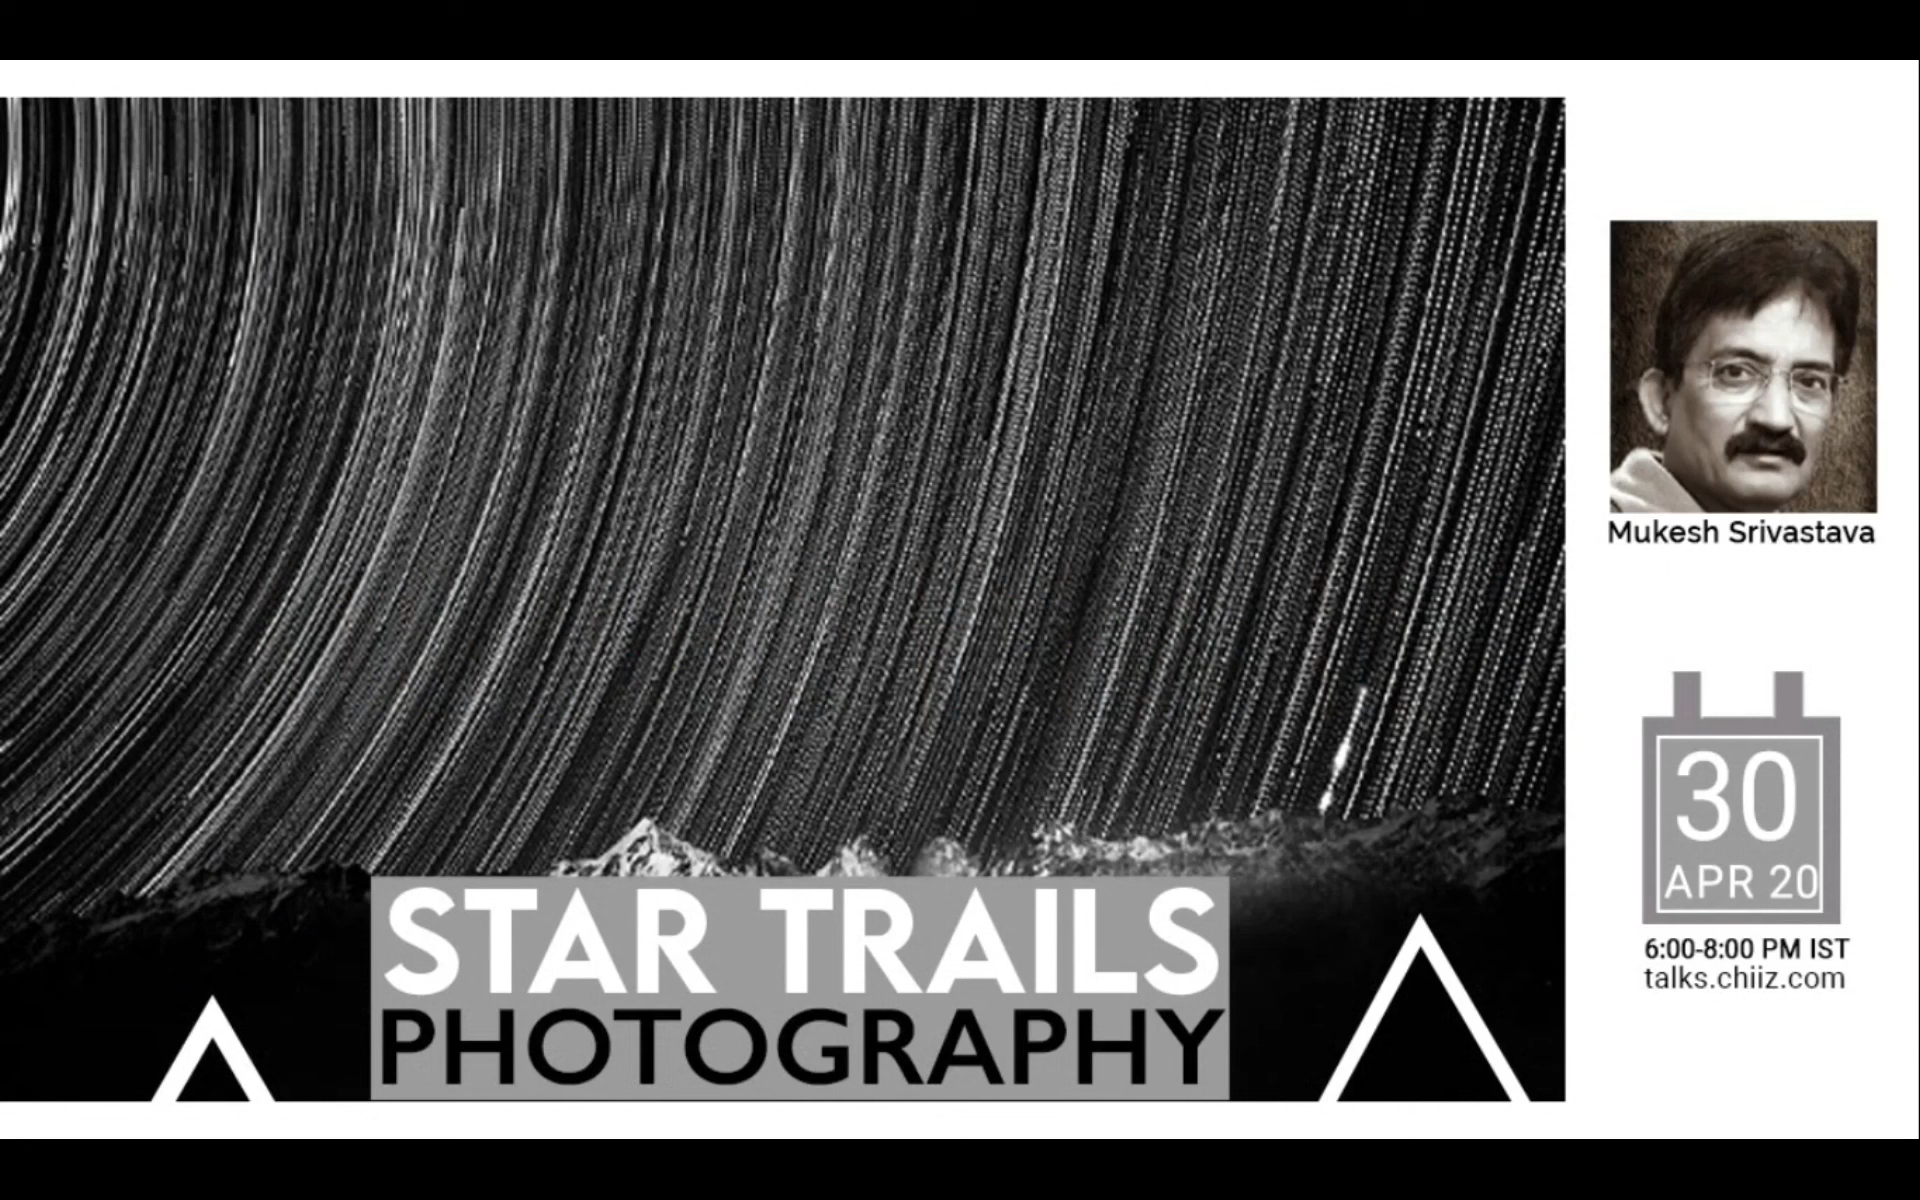 STAR TRAILS
PHOTOGRAPHY
Mukesh Srivastava
30
APR 20
6:00-8:00 PM IST
talks.chiiz.com